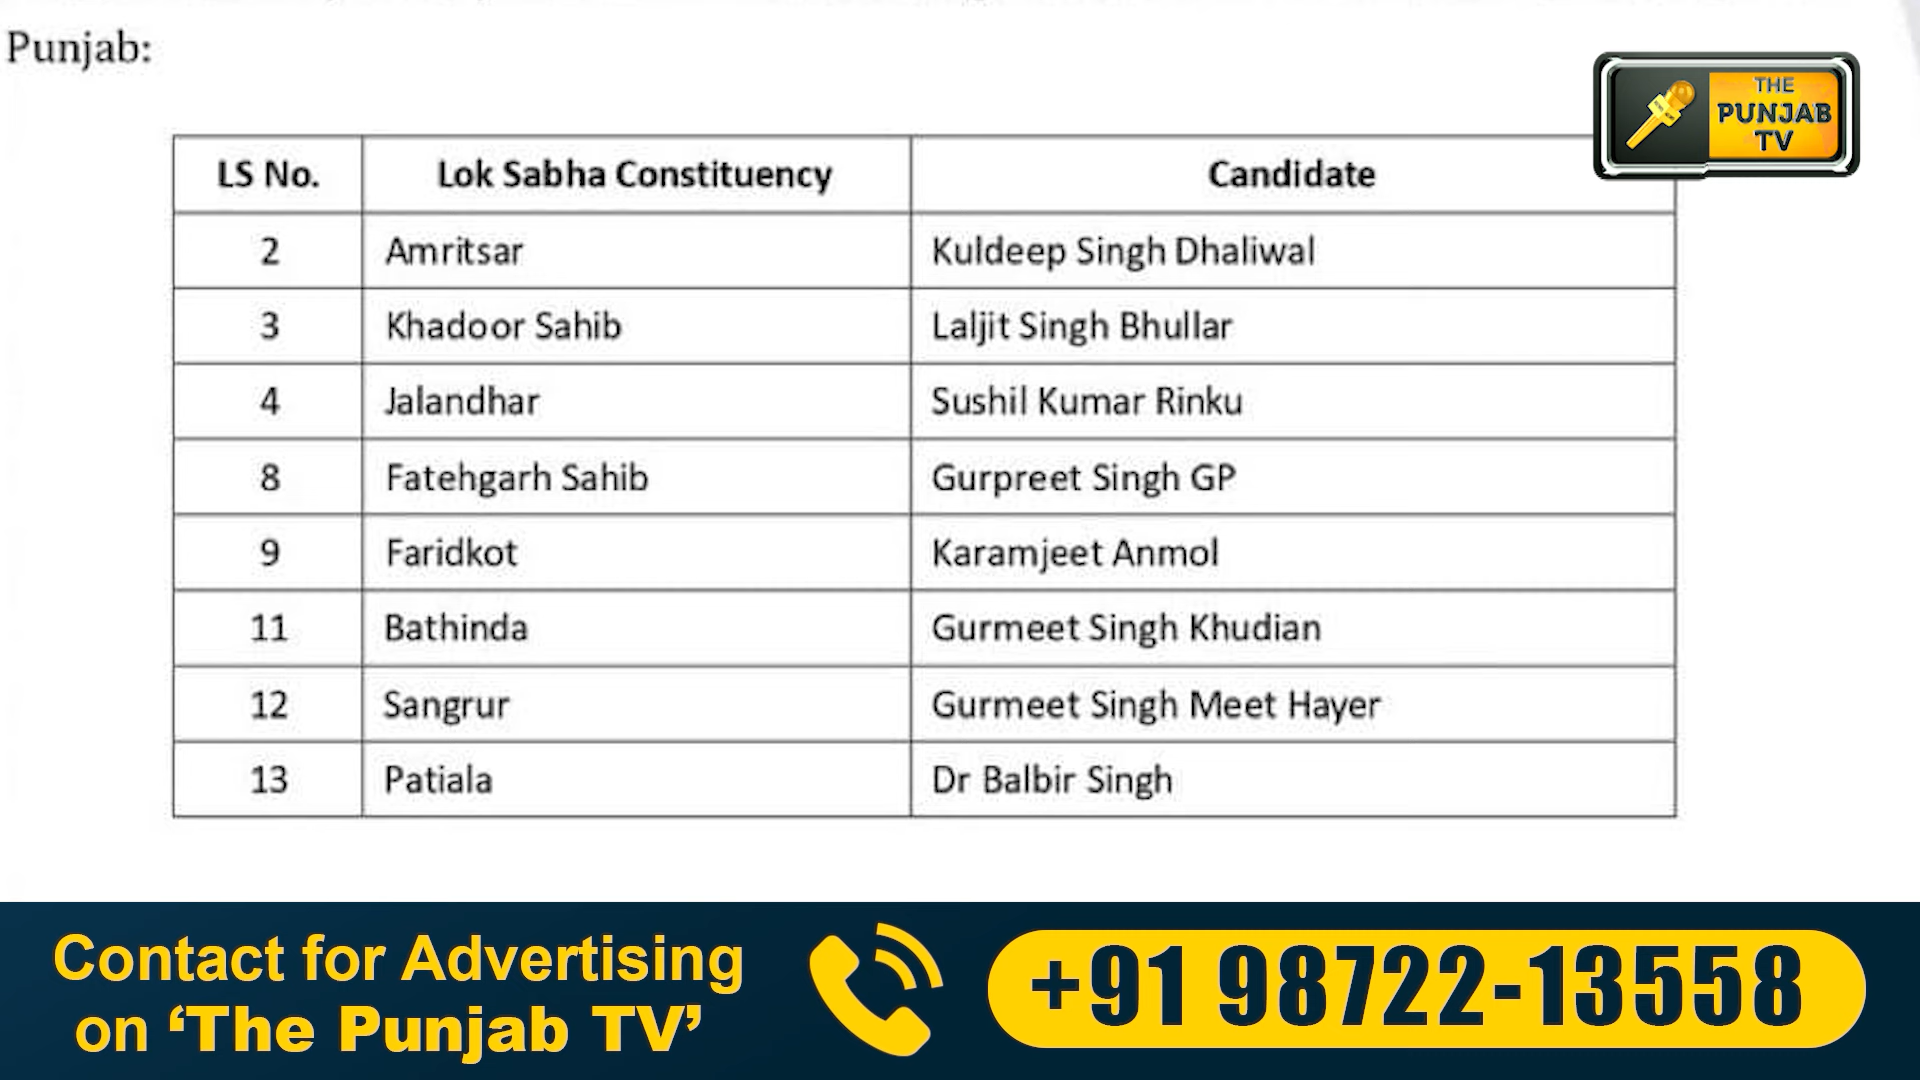 Punjab:
THE
PUNJAB
TV
LS No. Lok Sabha Constituency Candidate
2 Amritsar Kuldeep Singh Dhaliwal
3 Khadoor Sahib Laljit Singh Bhullar
4 Jalandhar Sushil Kumar Rinku
8 Fatehgarh Sahib Gurpreet Singh GP
9 Faridkot Karamjeet Anmol
11 Bathinda Gurmeet Singh Khudian
12 Sangrur Gurmeet Singh Meet Hayer
13 Patiala Dr Balbir Singh
Contact for Advertising
on ‘The Punjab TV’
+91 98722-13558